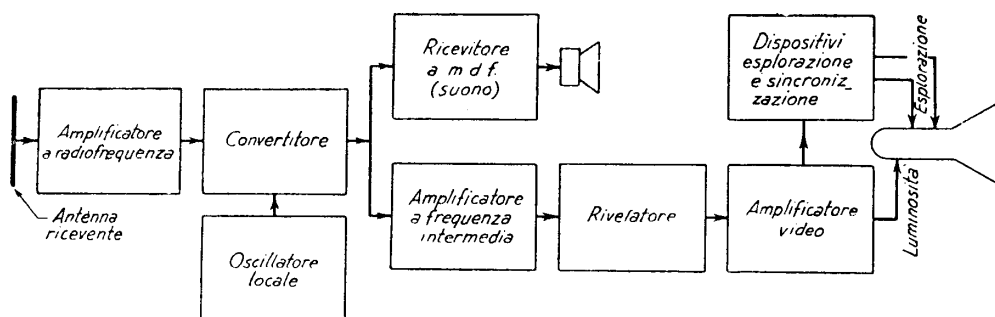 Amplificatore
a radiofrequenza
Antenna
ricevente
Convertitore
Oscillatore
locale
Ricevitore
a m d f.
(suono)
Amplificatore
a frequenza
intermedia
Rivelatore
Dispositivi
esplorazione
e sincroniz_
zazione
Amplificatore
video
Esplorazione
Luminosità